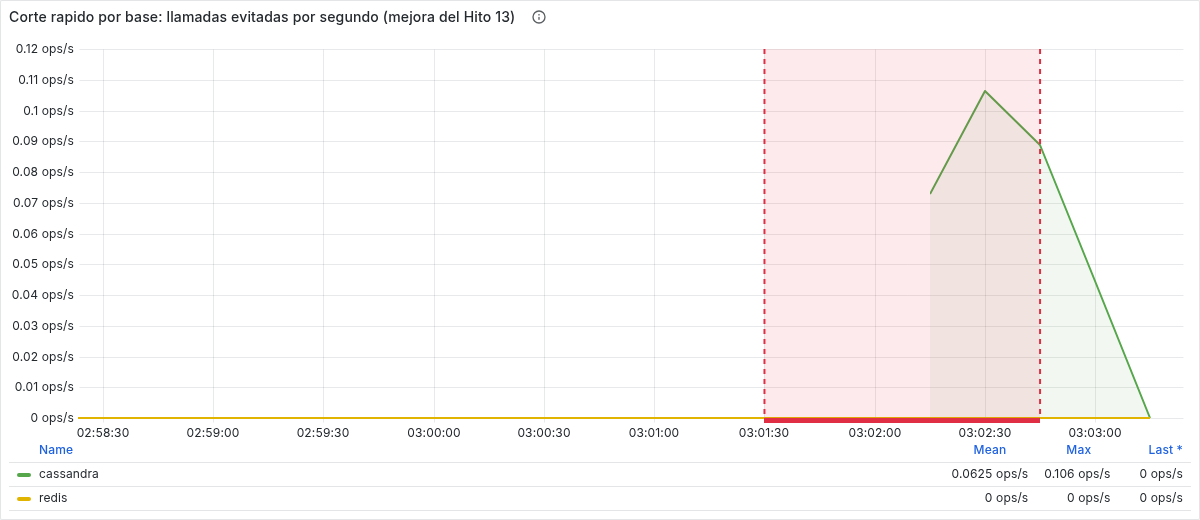 Corte rapido por base: llamadas evitadas por segundo (mejora del Hito 13)
0.12 ops/s
0.11 ops/s
0.1 ops/s
0.09 ops/s
0.08 ops/s
0.07 ops/s
0.06 ops/s
0.05 ops/s
0.04 ops/s
0.03 ops/s
0.02 ops/s
0.01 ops/s
0 ops/s
02:58:30 02:59:00 02:59:30 03:00:00 03:00:30 03:01:00 03:01:30 03:02:00 03:02:30 03:03:00
Name Mean Max Last *
cassandra 0.0625 ops/s 0.106 ops/s 0 ops/s
redis 0 ops/s 0 ops/s 0 ops/s